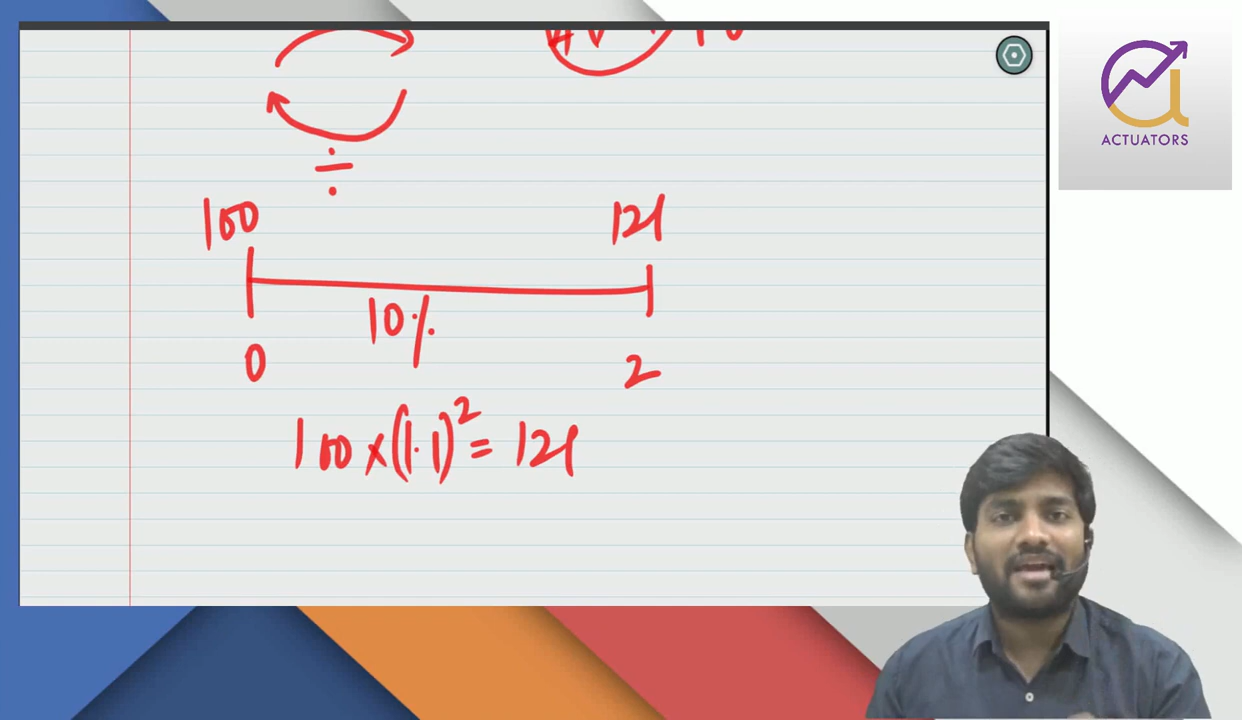 ACTUATORS
÷
100 121
10%
0 2
100 × (1.1)² = 121